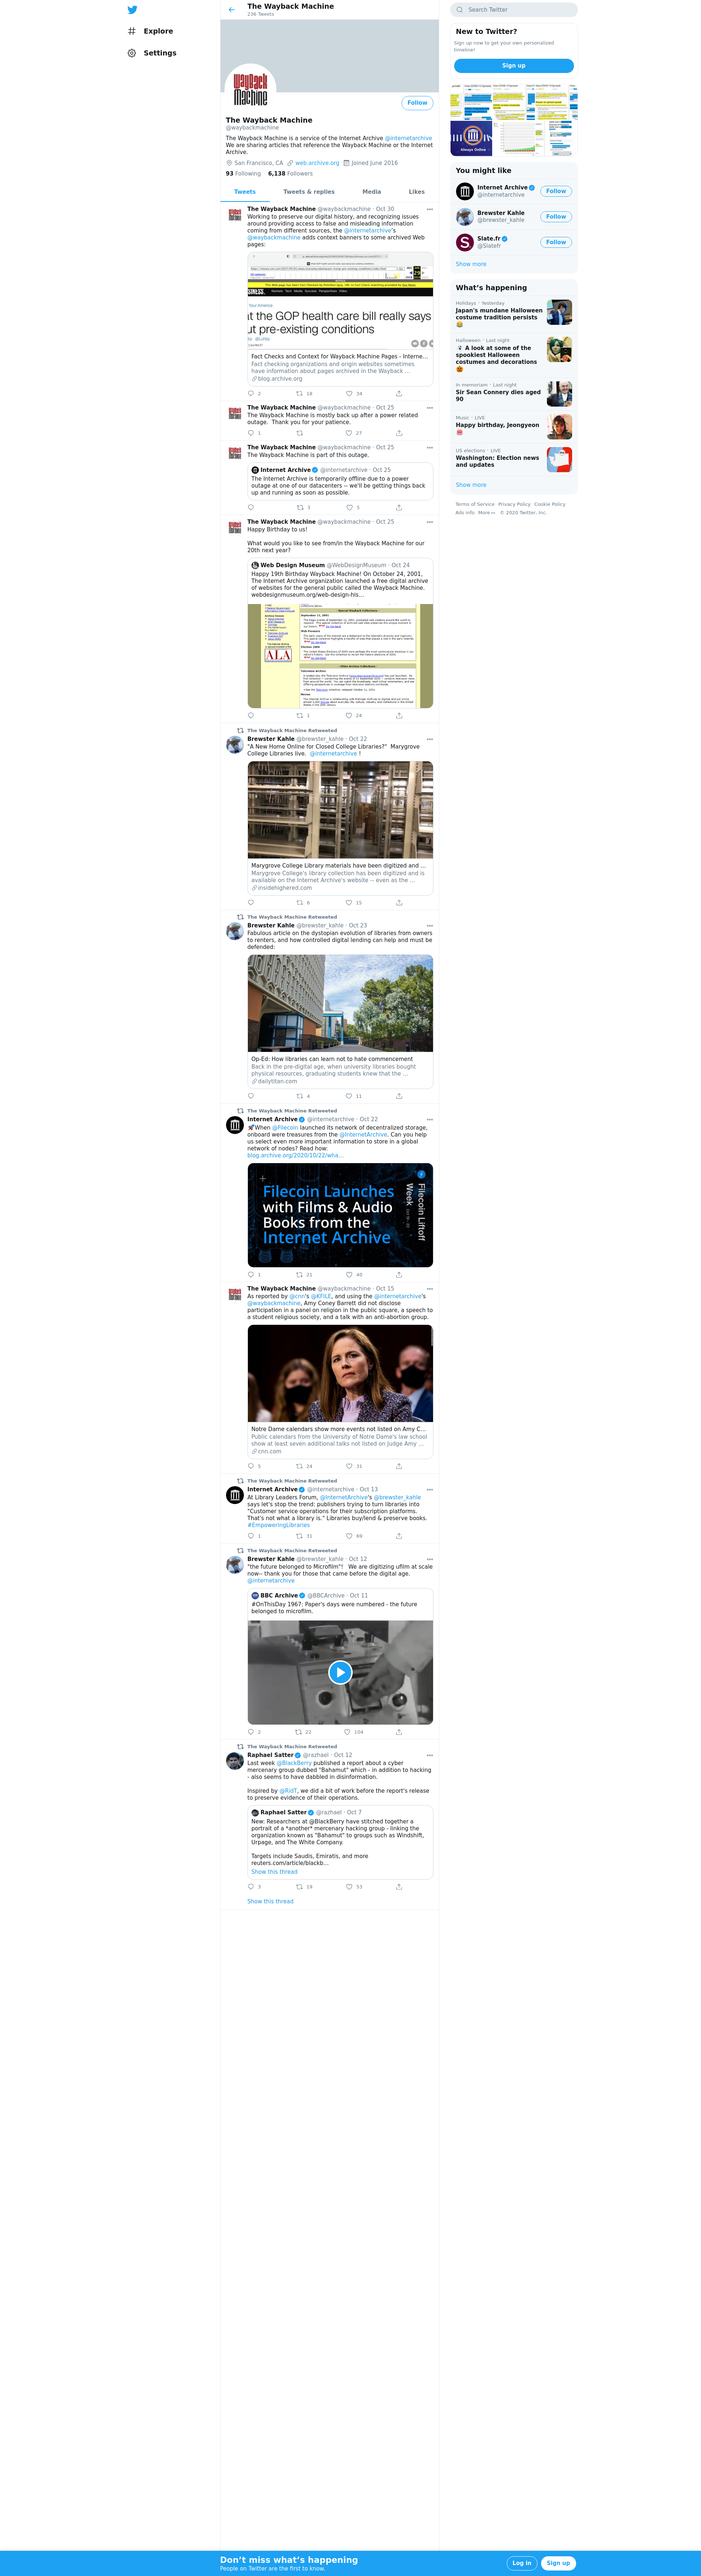 The Wayback Machine
236 Tweets
Explore
Settings
Wayback
Machine
Follow
The Wayback Machine
@waybackmachine
The Wayback Machine is a service of the Internet Archive @internetarchive
We are sharing articles that reference the Wayback Machine or the Internet
Archive.
San Francisco, CA web.archive.org Joined June 2016
93 Following 6,138 Followers
Tweets Tweets & replies Media Likes
The Wayback Machine @waybackmachine · Oct 30
Working to preserve our digital history, and recognizing issues
around providing access to false and misleading information
coming from different sources, the @internetarchive's
@waybackmachine adds context banners to some archived Web
pages:
t the GOP health care bill really says
ut pre-existing conditions
Fact Checks and Context for Wayback Machine Pages - Interne...
Fact checking organizations and origin websites sometimes
have information about pages archived in the Wayback ...
blog.archive.org
2 18 34
The Wayback Machine @waybackmachine · Oct 25
The Wayback Machine is mostly back up after a power related
outage. Thank you for your patience.
1 27
The Wayback Machine @waybackmachine · Oct 25
The Wayback Machine is part of this outage.
Internet Archive @internetarchive · Oct 25
The Internet Archive is temporarily offline due to a power
outage at one of our datacenters -- we'll be getting things back
up and running as soon as possible.
3 5
The Wayback Machine @waybackmachine · Oct 25
Happy Birthday to us!
What would you like to see from/in the Wayback Machine for our
20th next year?
Web Design Museum @WebDesignMuseum · Oct 24
Happy 19th Birthday Wayback Machine! On October 24, 2001,
The Internet Archive organization launched a free digital archive
of websites for the general public called the Wayback Machine.
webdesignmuseum.org/web-design-his...
ALA
1 24
The Wayback Machine Retweeted
Brewster Kahle @brewster_kahle · Oct 22
"A New Home Online for Closed College Libraries?" Marygrove
College Libraries live. @internetarchive !
Marygrove College Library materials have been digitized and ...
Marygrove College's library collection has been digitized and is
available on the Internet Archive's website -- even as the ...
insidehighered.com
6 15
The Wayback Machine Retweeted
Brewster Kahle @brewster_kahle · Oct 23
Fabulous article on the dystopian evolution of libraries from owners
to renters, and how controlled digital lending can help and must be
defended:
Op-Ed: How libraries can learn not to hate commencement
Back in the pre-digital age, when university libraries bought
physical resources, graduating students knew that the ...
dailytitan.com
4 11
The Wayback Machine Retweeted
Internet Archive @internetarchive · Oct 22
When @Filecoin launched its network of decentralized storage,
onboard were treasures from the @InternetArchive. Can you help
us select even more important information to store in a global
network of nodes? Read how:
blog.archive.org/2020/10/22/wha...
Filecoin Launches
with Films & Audio
Books from the
Internet Archive
Filecoin Liftoff
Week
1 21 40
The Wayback Machine @waybackmachine · Oct 15
As reported by @cnn's @KFILE, and using the @internetarchive's
@waybackmachine, Amy Coney Barrett did not disclose
participation in a panel on religion in the public square, a speech to
a student religious society, and a talk with an anti-abortion group.
Notre Dame calendars show more events not listed on Amy C...
Public calendars from the University of Notre Dame's law school
show at least seven additional talks not listed on Judge Amy ...
cnn.com
5 24 31
The Wayback Machine Retweeted
Internet Archive @internetarchive · Oct 13
At Library Leaders Forum, @InternetArchive's @brewster_kahle
says let's stop the trend: publishers trying to turn libraries into
"Customer service operations for their subscription platforms.
That's not what a library is." Libraries buy/lend & preserve books.
#EmpoweringLibraries
1 31 69
The Wayback Machine Retweeted
Brewster Kahle @brewster_kahle · Oct 12
"the future belonged to Microfilm"! We are digitizing ufilm at scale
now-- thank you for those that came before the digital age.
@internetarchive
BBC Archive @BBCArchive · Oct 11
#OnThisDay 1967: Paper's days were numbered - the future
belonged to microfilm.
2 22 104
The Wayback Machine Retweeted
Raphael Satter @razhael · Oct 12
Last week @BlackBerry published a report about a cyber
mercenary group dubbed "Bahamut" which - in addition to hacking
- also seems to have dabbled in disinformation.
Inspired by @RidT, we did a bit of work before the report's release
to preserve evidence of their operations.
Raphael Satter @razhael · Oct 7
New: Researchers at @BlackBerry have stitched together a
portrait of a *another* mercenary hacking group - linking the
organization known as "Bahamut" to groups such as Windshift,
Urpage, and The White Company.
Targets include Saudis, Emiratis, and more
reuters.com/article/blackb...
Show this thread
3 19 53
Show this thread
Search Twitter
New to Twitter?
Sign up now to get your own personalized
timeline!
Sign up
Always Online
You might like
Internet Archive
@internetarchive
Follow
Brewster Kahle
@brewster_kahle
Follow
Slate.fr
@Slatefr
Follow
Show more
What's happening
Holidays · Yesterday
Japan's mundane Halloween
costume tradition persists
Halloween · Last night
A look at some of the
spookiest Halloween
costumes and decorations
In memoriam · Last night
Sir Sean Connery dies aged
90
Music · LIVE
Happy birthday, Jeongyeon
US elections · LIVE
Washington: Election news
and updates
Show more
Terms of Service Privacy Policy Cookie Policy
Ads info More © 2020 Twitter, Inc.
Don't miss what's happening
People on Twitter are the first to know.
Log in Sign up